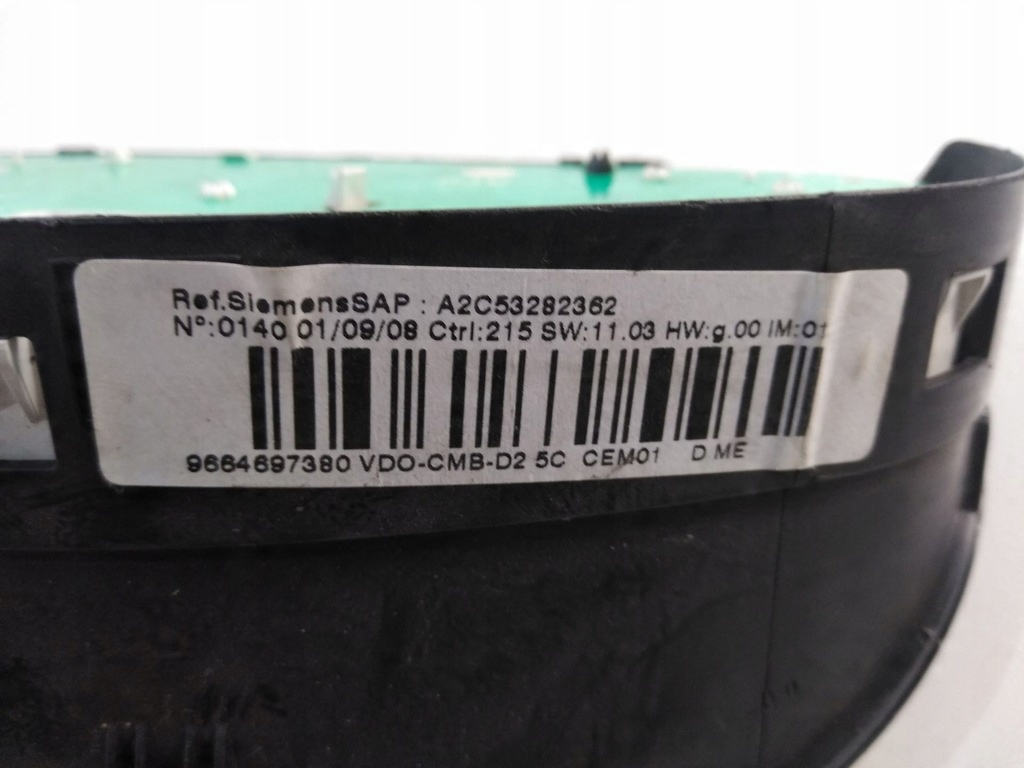 Ref.SiemensSAP : A2C53282362
N°:0140 01/09/08 Ctrl:215 SW:11.03 HW:g.00 IM:01
9664697380 VDO-CMB-D2 5C CEM01 D ME